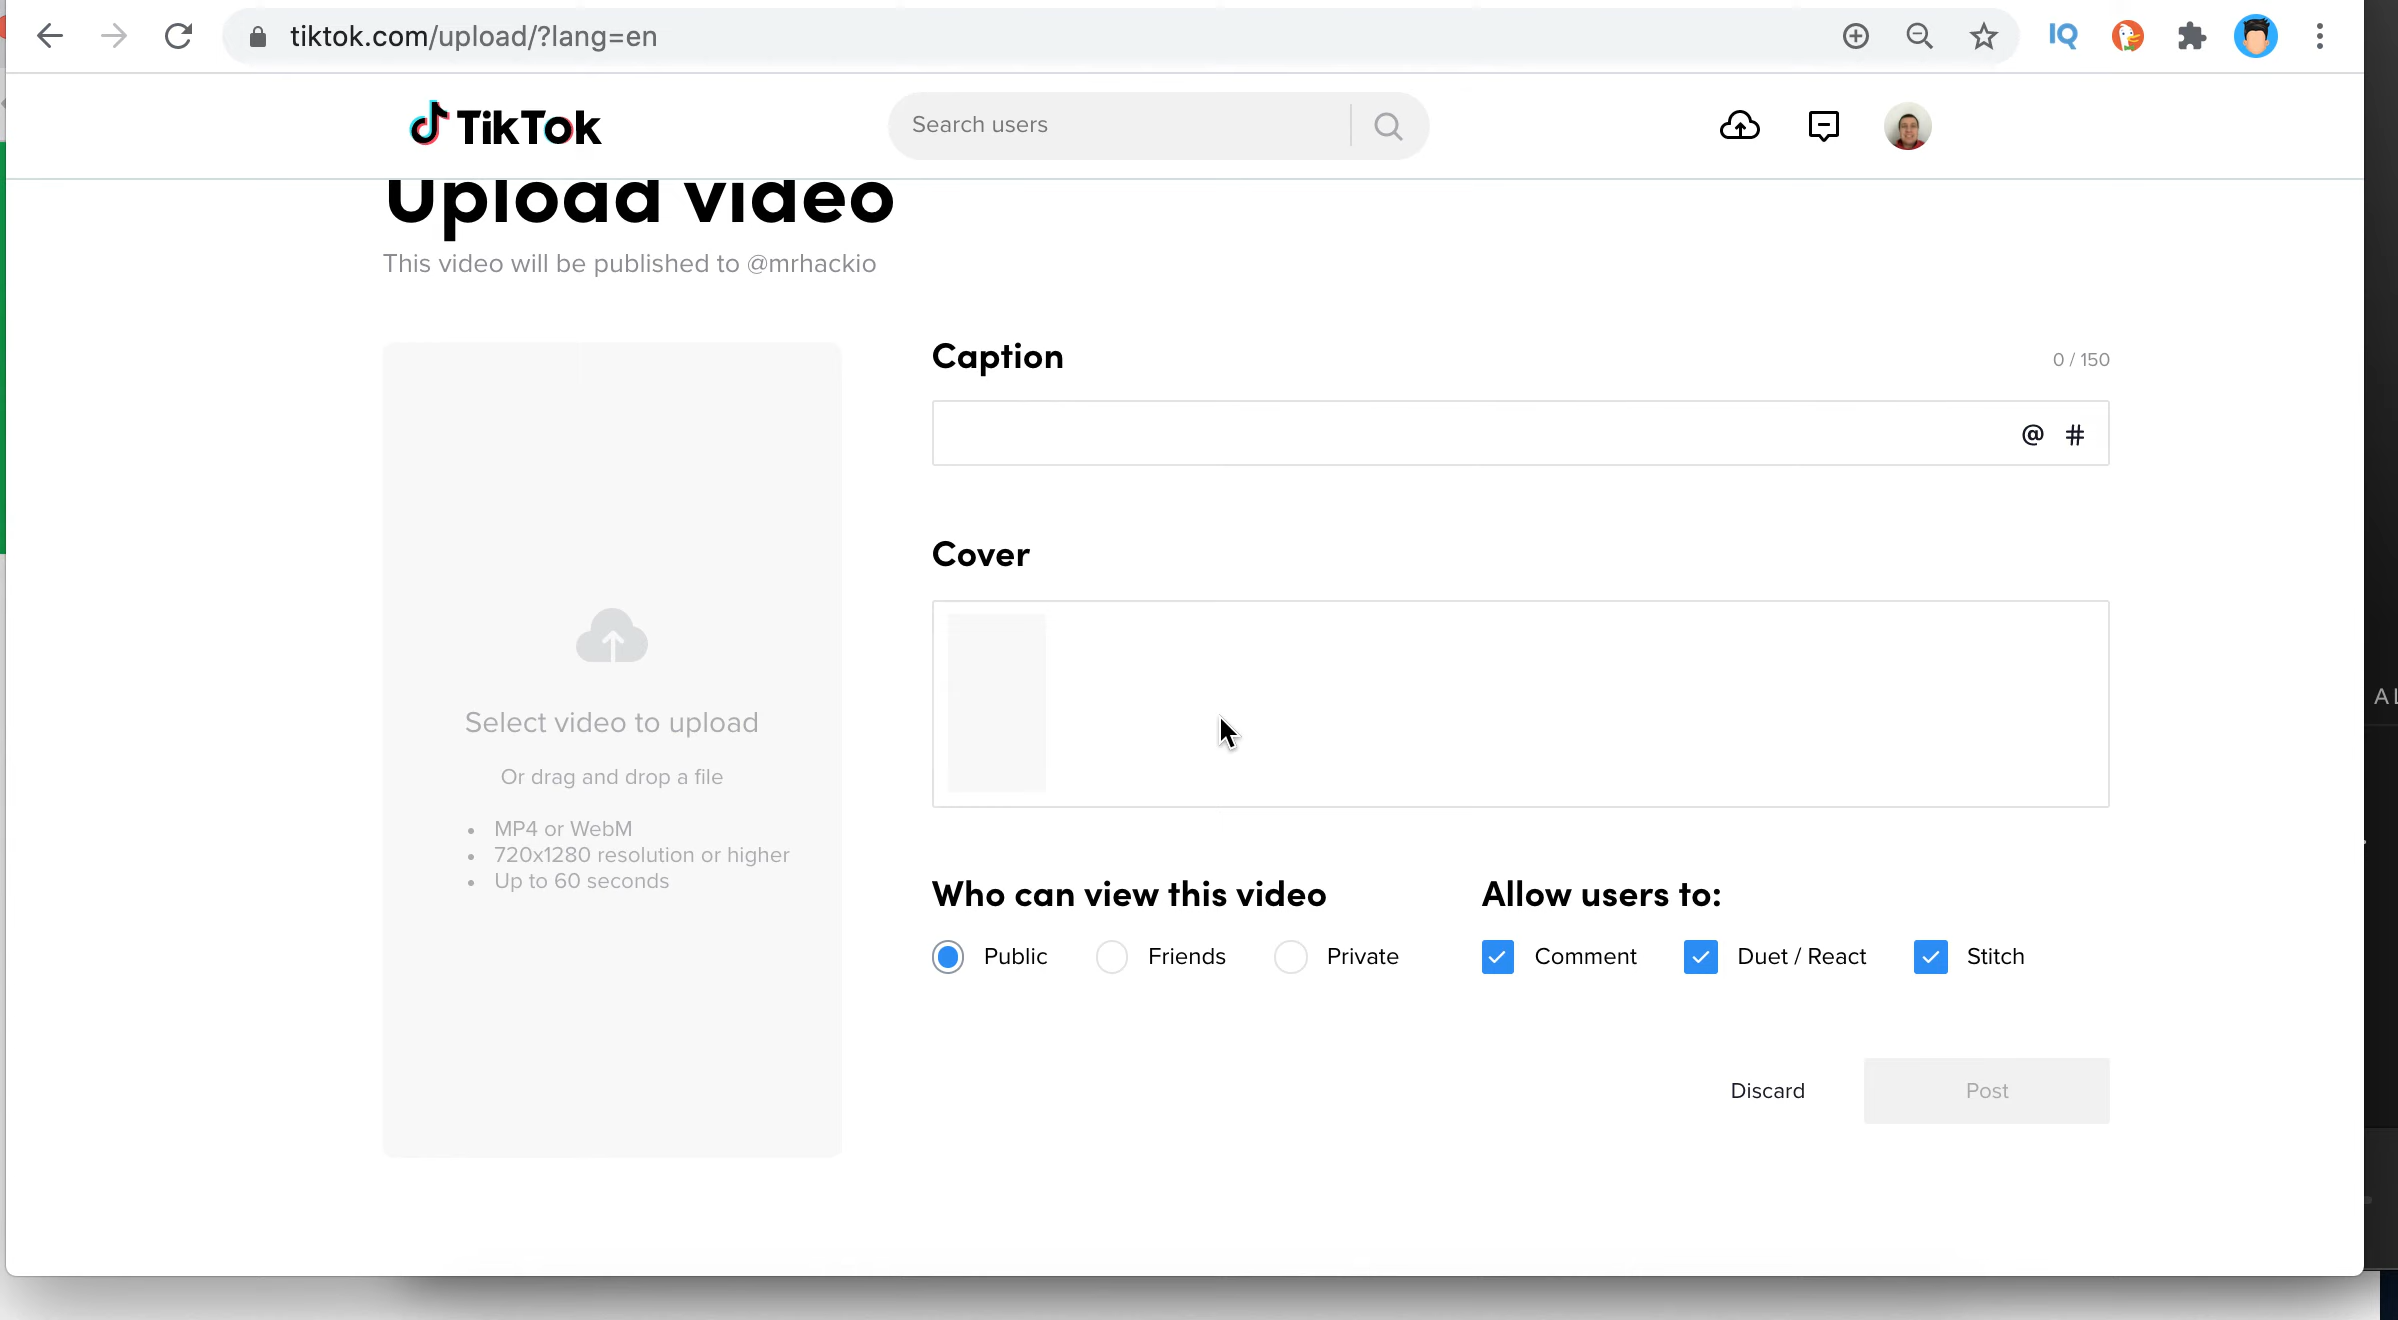 tiktok.com/upload/?lang=en
IQ
TikTok
Search users
Upload video
This video will be published to @mrhackio
Caption
0 / 150
@ #
Cover
Select video to upload
Or drag and drop a file
• MP4 or WebM
• 720x1280 resolution or higher
• Up to 60 seconds
Who can view this video
Allow users to:
Public Friends Private
Comment Duet / React Stitch
Discard Post